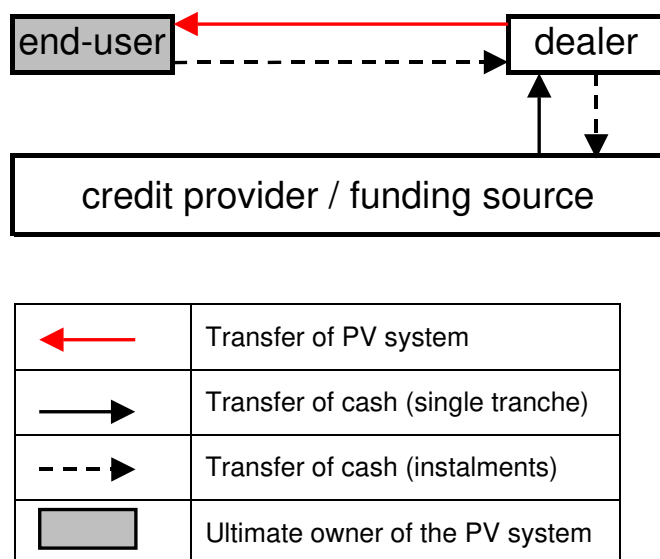 end-user
dealer
credit provider / funding source
Transfer of PV system
Transfer of cash (single tranche)
Transfer of cash (instalments)
Ultimate owner of the PV system